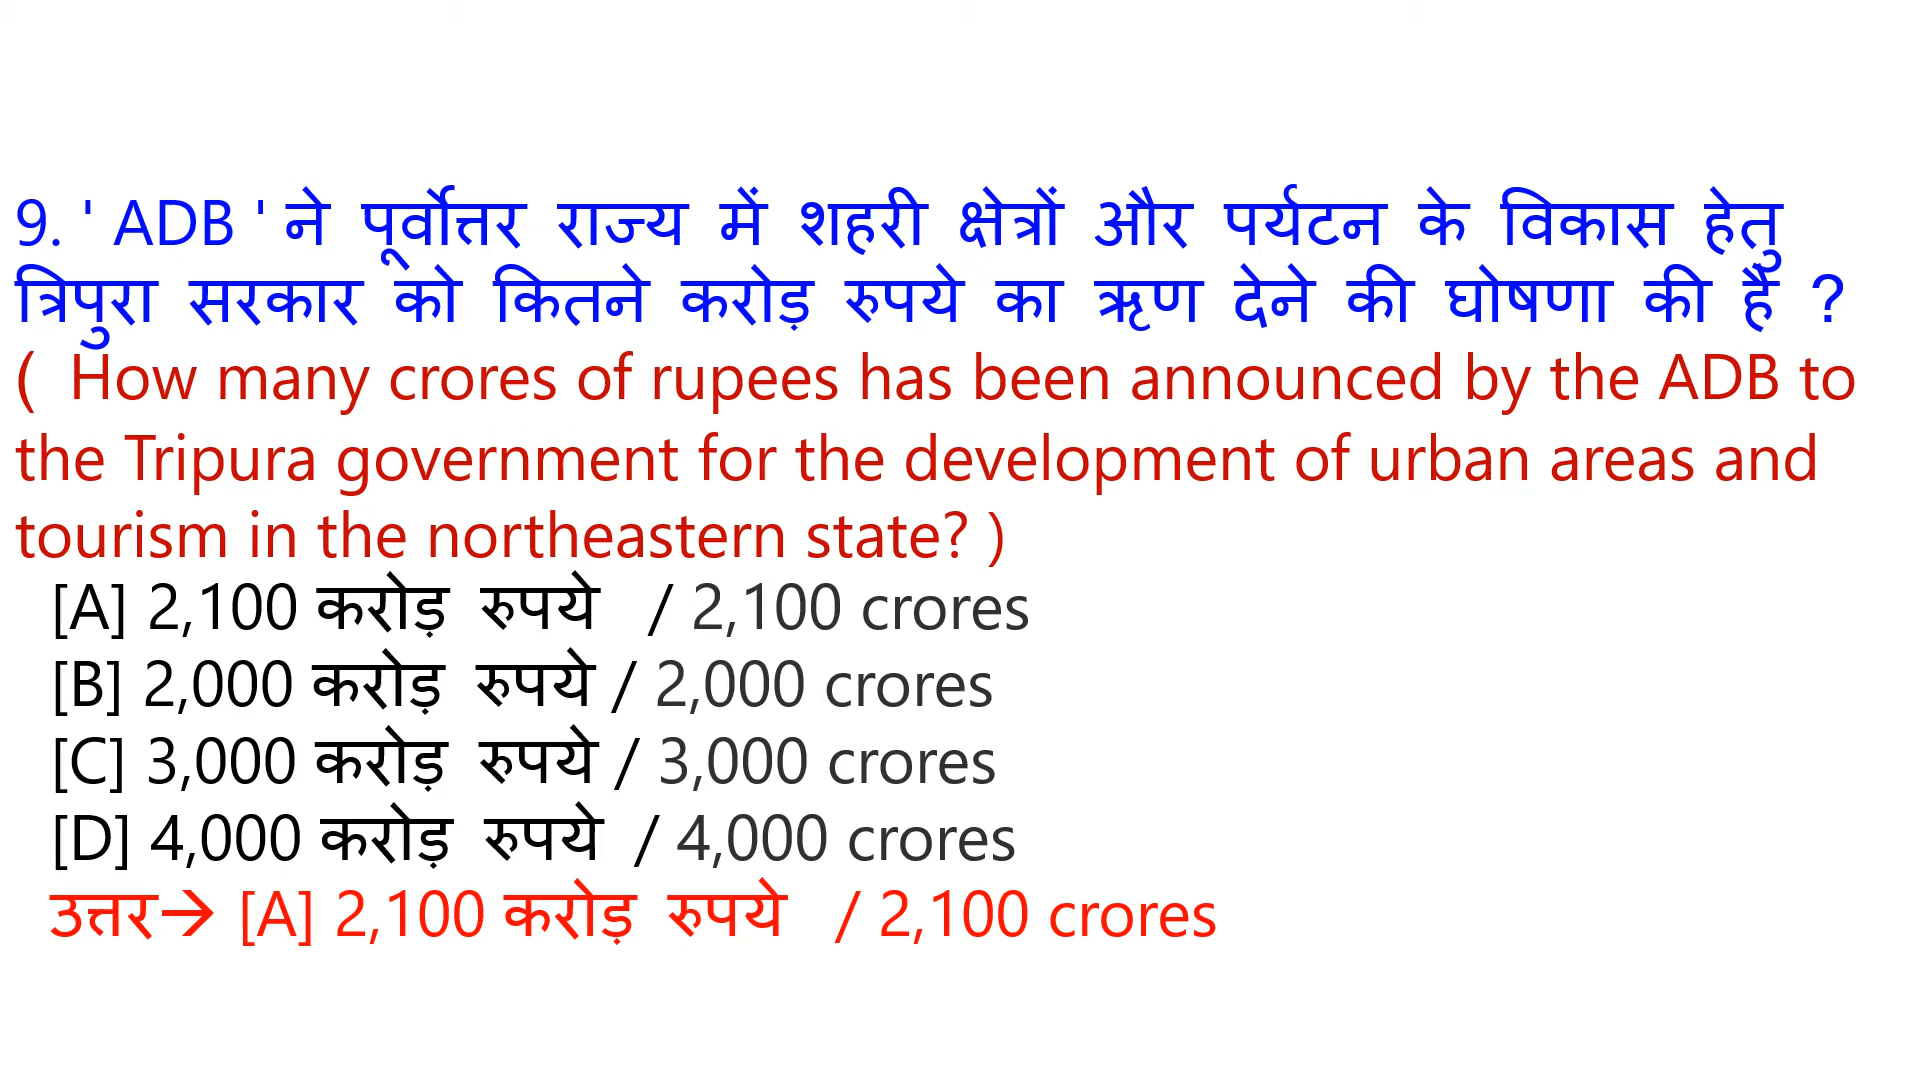 9. ' ADB ' ने पूर्वोत्तर राज्य में शहरी क्षेत्रों और पर्यटन के विकास हेतु
त्रिपुरा सरकार को कितने करोड़ रुपये का ऋण देने की घोषणा की है ?
( How many crores of rupees has been announced by the ADB to
the Tripura government for the development of urban areas and
tourism in the northeastern state? )
[A] 2,100 करोड़ रुपये / 2,100 crores
[B] 2,000 करोड़ रुपये / 2,000 crores
[C] 3,000 करोड़ रुपये / 3,000 crores
[D] 4,000 करोड़ रुपये / 4,000 crores
उत्तर→ [A] 2,100 करोड़ रुपये / 2,100 crores